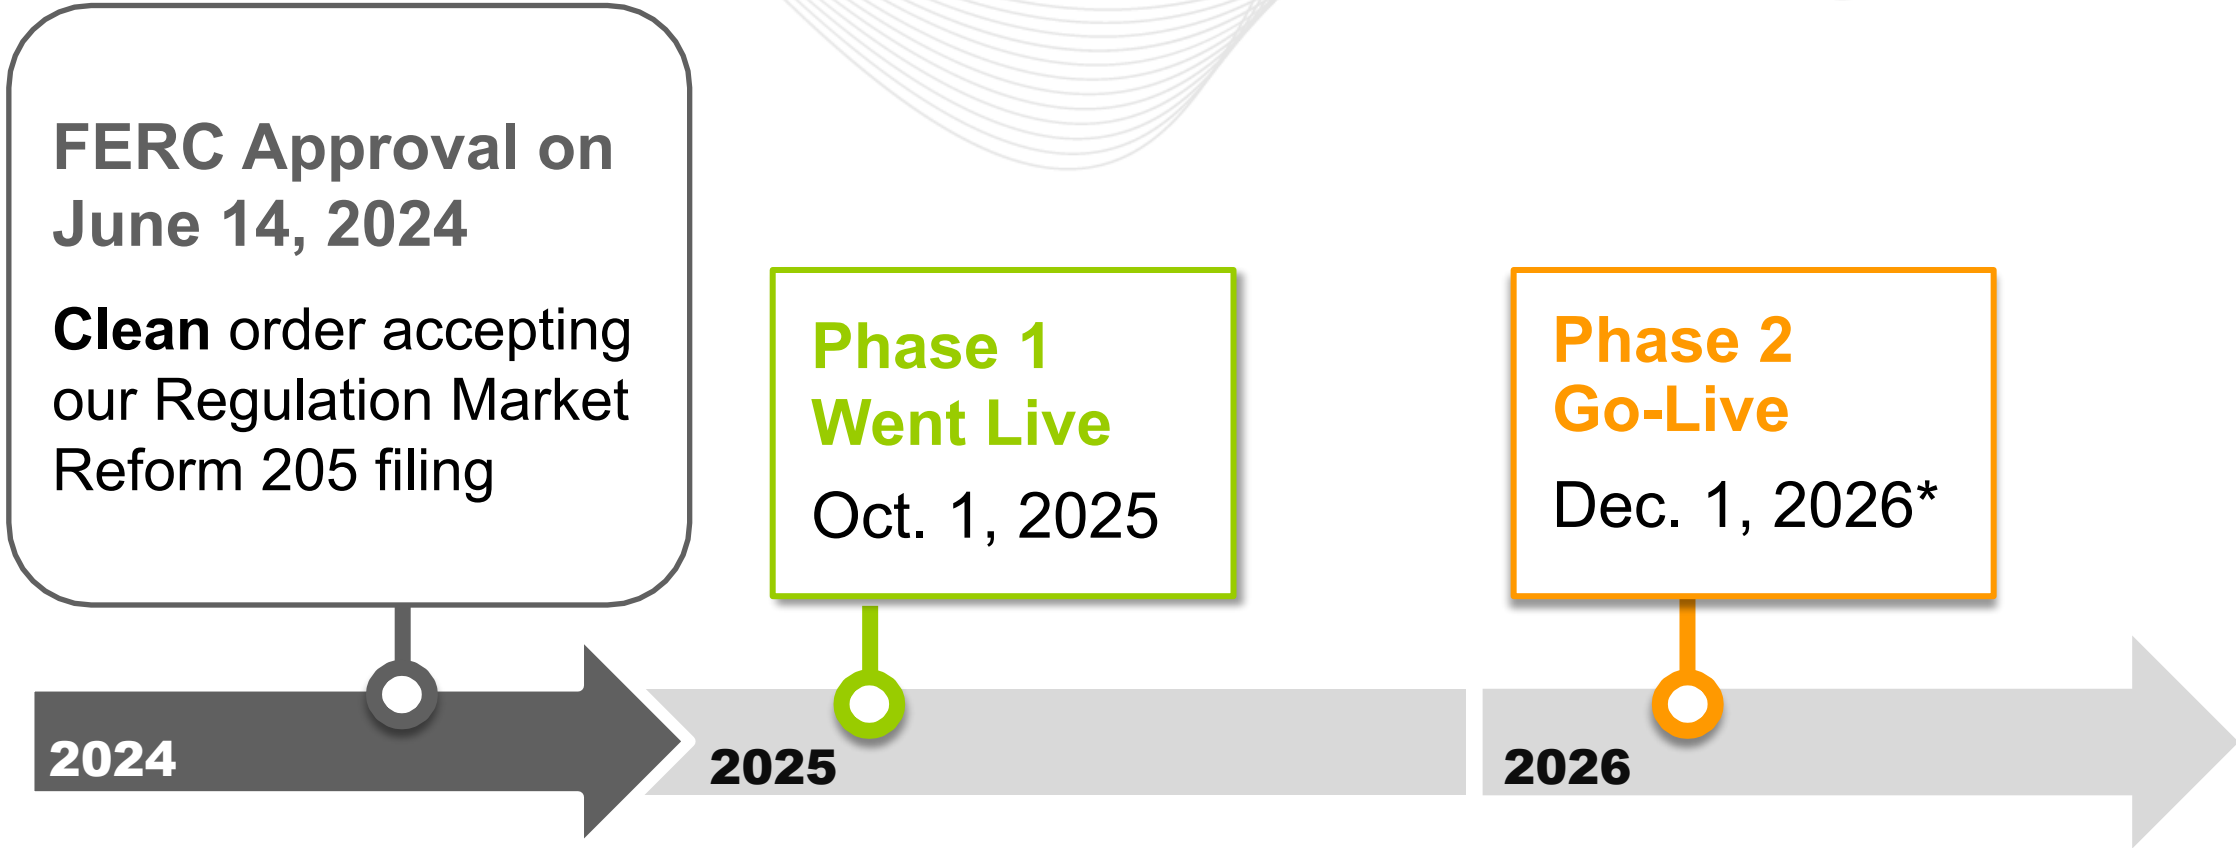 FERC Approval on
June 14, 2024
Clean order accepting
our Regulation Market
Reform 205 filing
Phase 1
Went Live
Oct. 1, 2025
Phase 2
Go-Live
Dec. 1, 2026*
2024
2025
2026